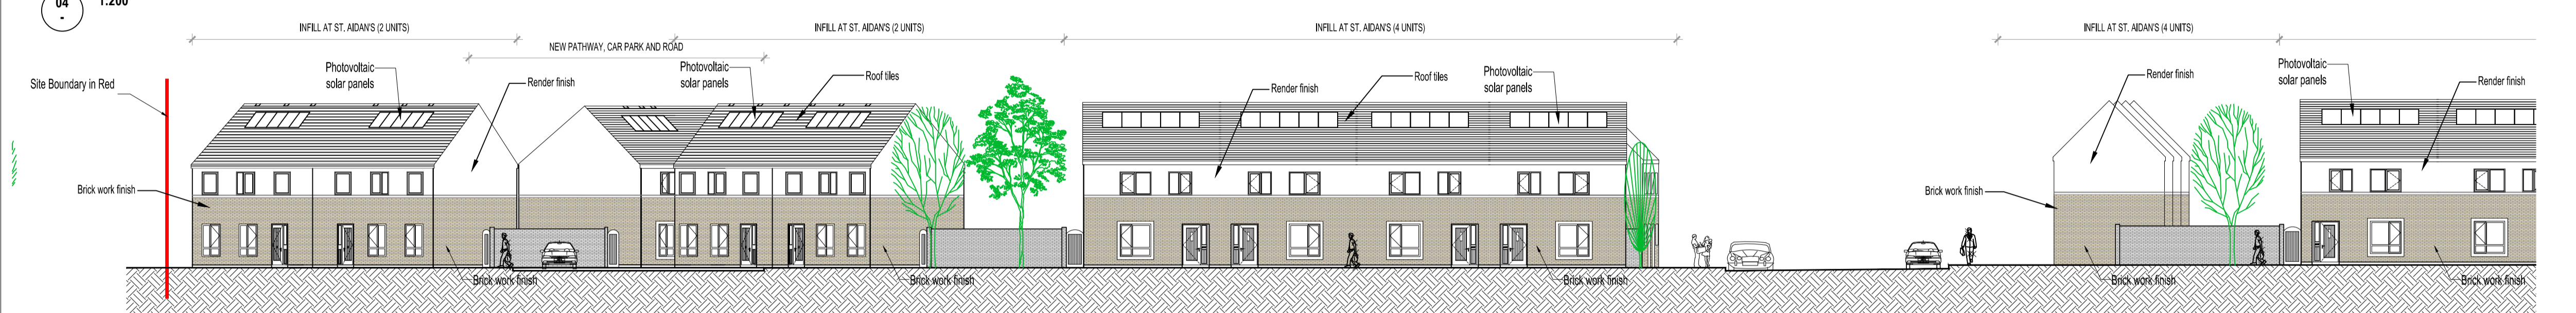 04
-
1:200
INFILL AT ST. AIDAN'S (2 UNITS)
INFILL AT ST. AIDAN'S (2 UNITS)
INFILL AT ST. AIDAN'S (4 UNITS)
INFILL AT ST. AIDAN'S (4 UNITS)
NEW PATHWAY, CAR PARK AND ROAD
Site Boundary in Red
Photovoltaic
solar panels
Render finish
Photovoltaic
solar panels
Roof tiles
Render finish
Roof tiles
Photovoltaic
solar panels
Render finish
Photovoltaic
solar panels
Render finish
Brick work finish
Brick work finish
Brick work finish
Brick work finish
Brick work finish
Brick work finish
Brick work finish